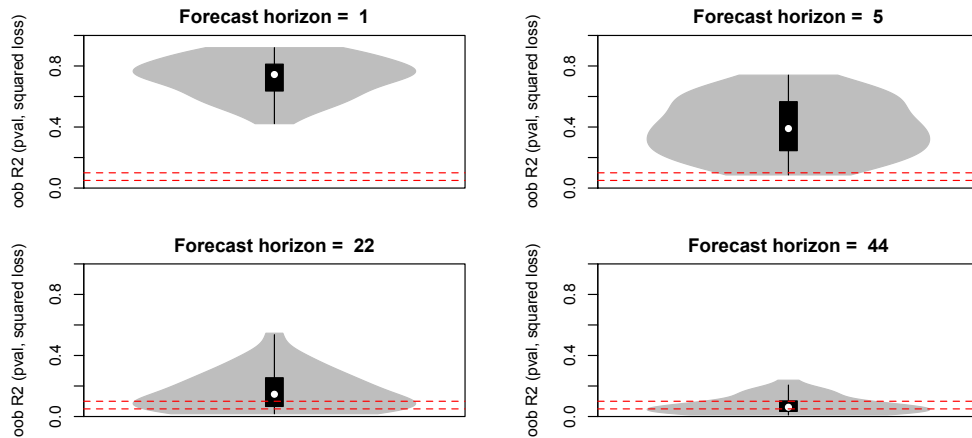 Forecast horizon = 1
oob R2 (pval, squared loss)
0.8
0.4
0.0
Forecast horizon = 5
oob R2 (pval, squared loss)
0.8
0.4
0.0
Forecast horizon = 22
oob R2 (pval, squared loss)
0.8
0.4
0.0
Forecast horizon = 44
oob R2 (pval, squared loss)
0.8
0.4
0.0